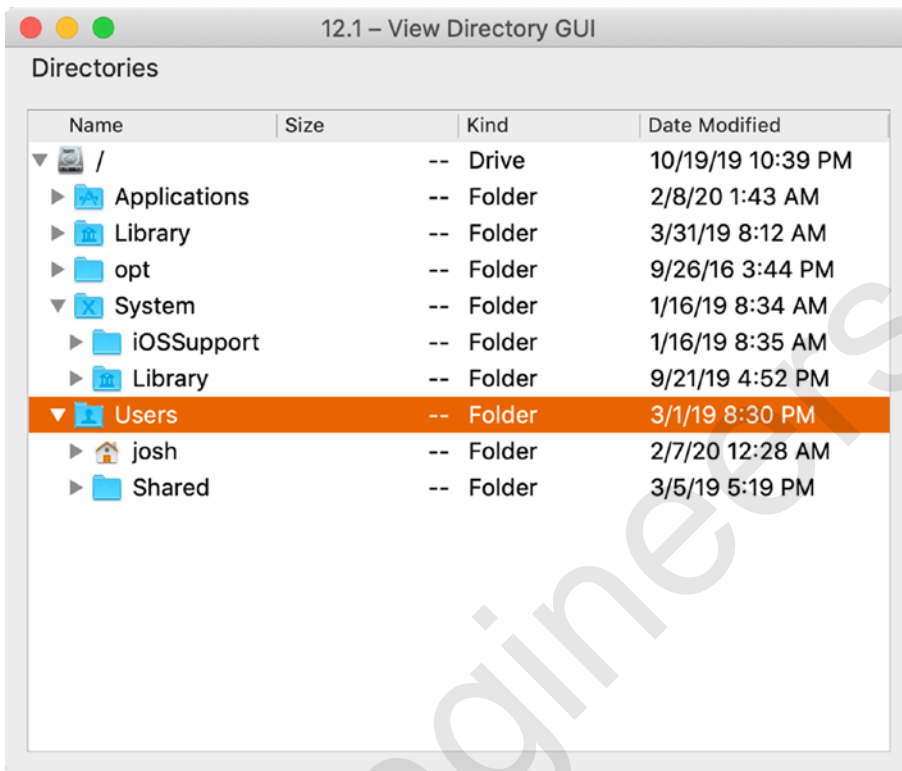 12.1 – View Directory GUI
Directories
Name Size Kind Date Modified
/ -- Drive 10/19/19 10:39 PM
Applications -- Folder 2/8/20 1:43 AM
Library -- Folder 3/31/19 8:12 AM
opt -- Folder 9/26/16 3:44 PM
System -- Folder 1/16/19 8:34 AM
iOSSupport -- Folder 1/16/19 8:35 AM
Library -- Folder 9/21/19 4:52 PM
Users -- Folder 3/1/19 8:30 PM
josh -- Folder 2/7/20 12:28 AM
Shared -- Folder 3/5/19 5:19 PM
gineers